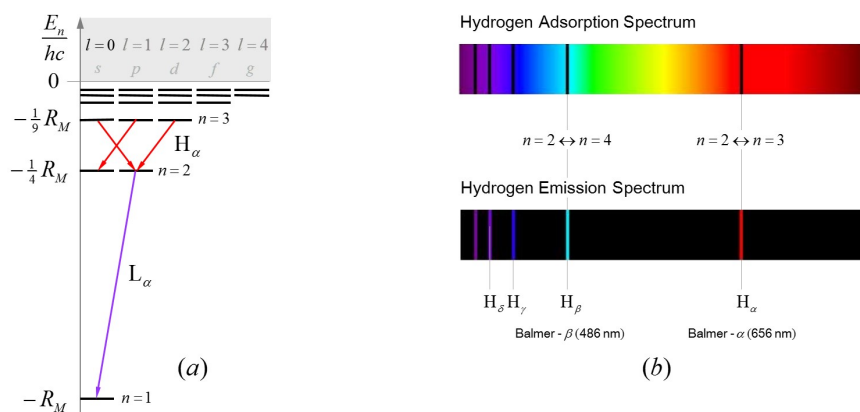 E_n
hc
l=0 l=1 l=2 l=3 l=4
s p d f g
0
-1/9 R_M
n=3
H_α
-1/4 R_M
n=2
L_α
-R_M
n=1
(a)
Hydrogen Adsorption Spectrum
n=2↔n=4 n=2↔n=3
Hydrogen Emission Spectrum
H_δ H_γ H_β H_α
Balmer - β (486 nm) Balmer - α (656 nm)
(b)